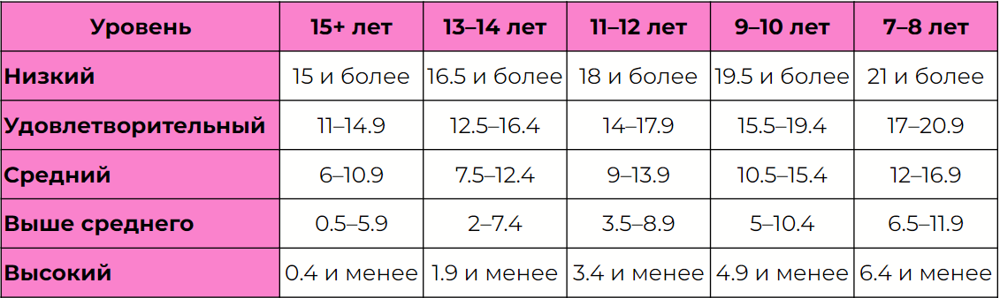 Уровень 15+ лет 13–14 лет 11–12 лет 9–10 лет 7–8 лет
Низкий 15 и более 16.5 и более 18 и более 19.5 и более 21 и более
Удовлетворительный 11–14.9 12.5–16.4 14–17.9 15.5–19.4 17–20.9
Средний 6–10.9 7.5–12.4 9–13.9 10.5–15.4 12–16.9
Выше среднего 0.5–5.9 2–7.4 3.5–8.9 5–10.4 6.5–11.9
Высокий 0.4 и менее 1.9 и менее 3.4 и менее 4.9 и менее 6.4 и менее